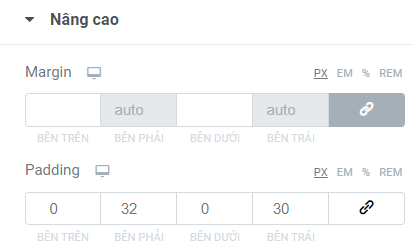 Nâng cao
Margin PX EM % REM
auto auto
BÊN TRÊN BÊN PHẢI BÊN DƯỚI BÊN TRÁI
Padding PX EM % REM
0 32 0 30
BÊN TRÊN BÊN PHẢI BÊN DƯỚI BÊN TRÁI